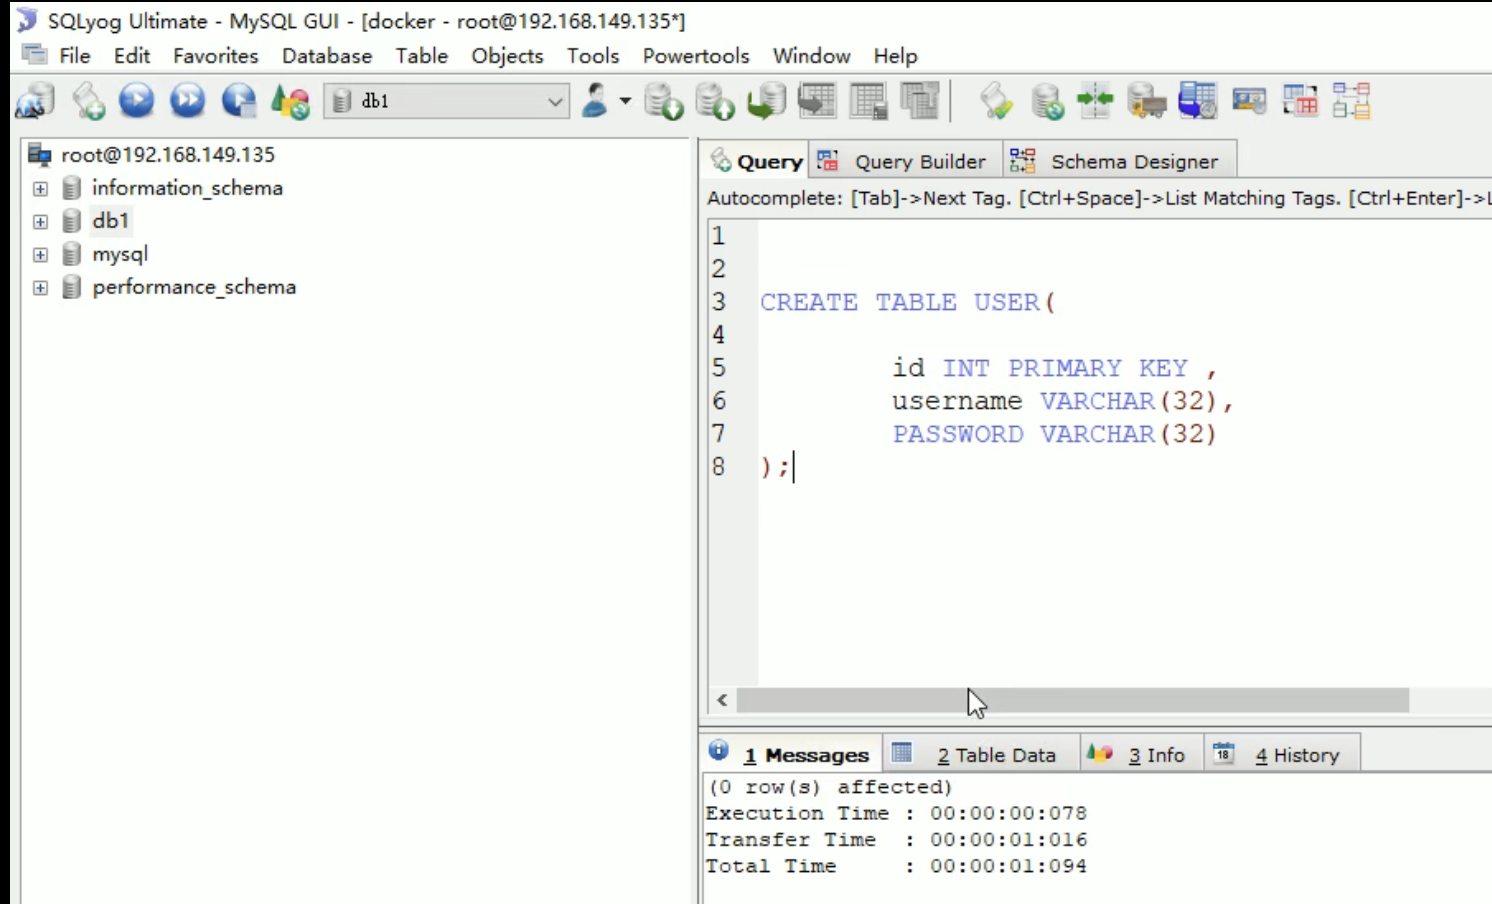 SQLyog Ultimate - MySQL GUI - [docker - root@192.168.149.135*]
File Edit Favorites Database Table Objects Tools Powertools Window Help
db1
root@192.168.149.135
information_schema
db1
mysql
performance_schema
Query Query Builder Schema Designer
Autocomplete: [Tab]->Next Tag. [Ctrl+Space]->List Matching Tags. [Ctrl+Enter]->L
1
2
3 CREATE TABLE USER(
4
5 id INT PRIMARY KEY ,
6 username VARCHAR(32),
7 PASSWORD VARCHAR(32)
8 );
1 Messages 2 Table Data 3 Info 18 4 History
(0 row(s) affected)
Execution Time : 00:00:00:078
Transfer Time : 00:00:01:016
Total Time : 00:00:01:094